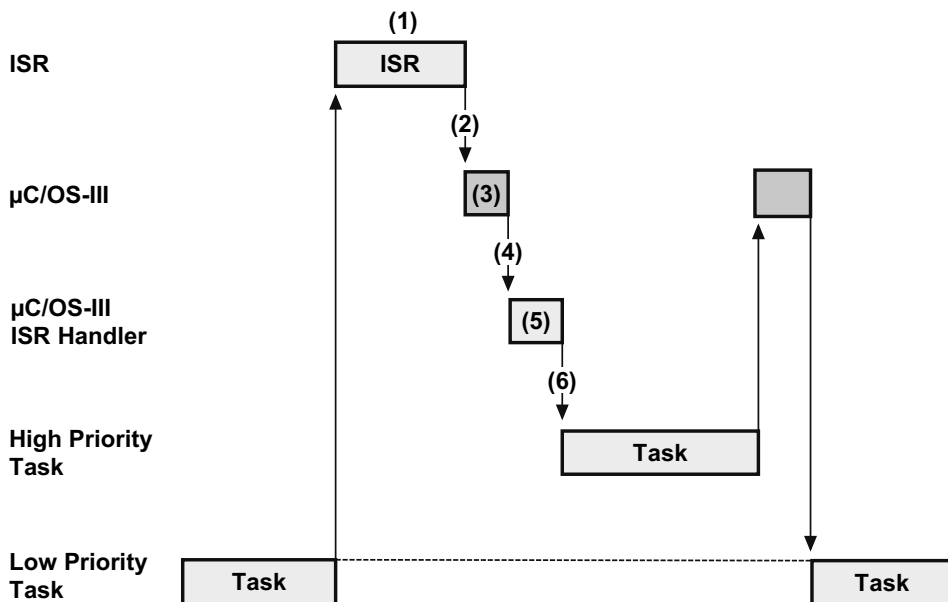 (1)
ISR ISR
(2)
µC/OS-III (3)
(4)
µC/OS-III
ISR Handler
(5)
(6)
High Priority
Task
Task
Low Priority
Task
Task Task